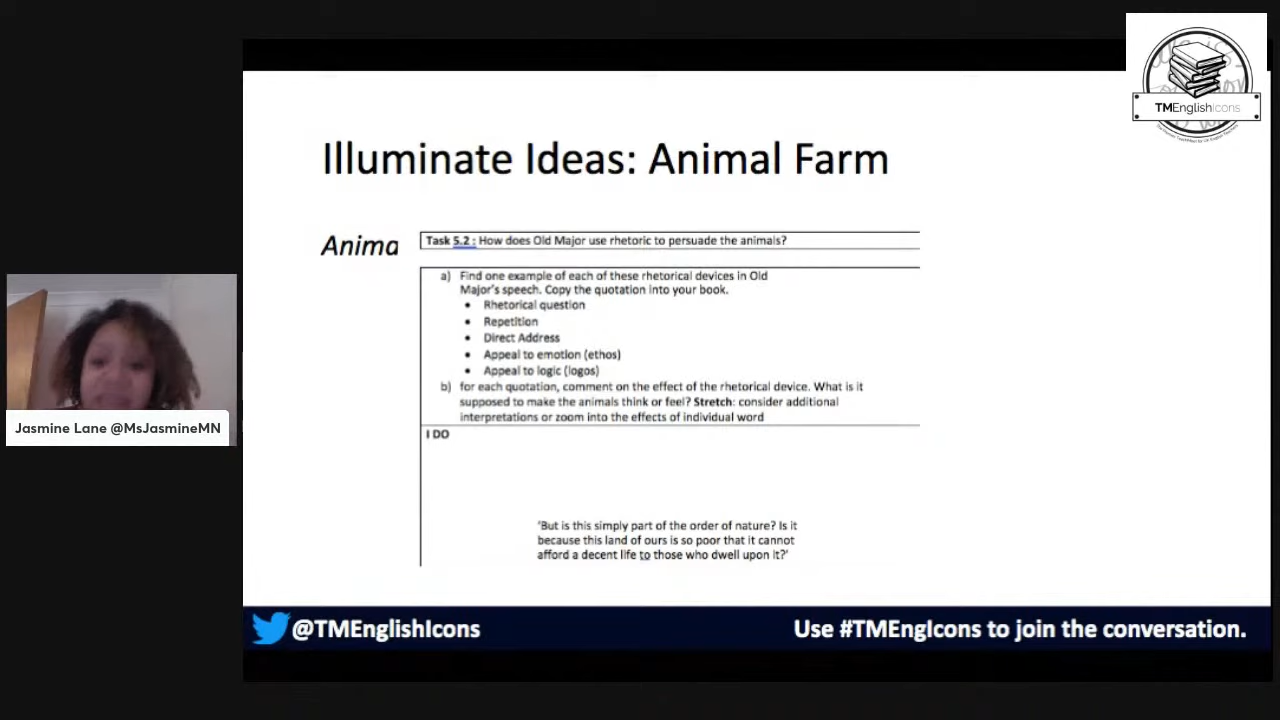 TMEnglishIcons
Illuminate Ideas: Animal Farm
Anima
Task 5.2 : How does Old Major use rhetoric to persuade the animals?
a) Find one example of each of these rhetorical devices in Old
Major's speech. Copy the quotation into your book.
• Rhetorical question
• Repetition
• Direct Address
• Appeal to emotion (ethos)
• Appeal to logic (logos)
b) for each quotation, comment on the effect of the rhetorical device. What is it
supposed to make the animals think or feel? Stretch: consider additional
interpretations or zoom into the effects of individual word
I DO
'But is this simply part of the order of nature? Is it
because this land of ours is so poor that it cannot
afford a decent life to those who dwell upon it?'
Jasmine Lane @MsJasmineMN
@TMEnglishIcons
Use #TMEngIcons to join the conversation.